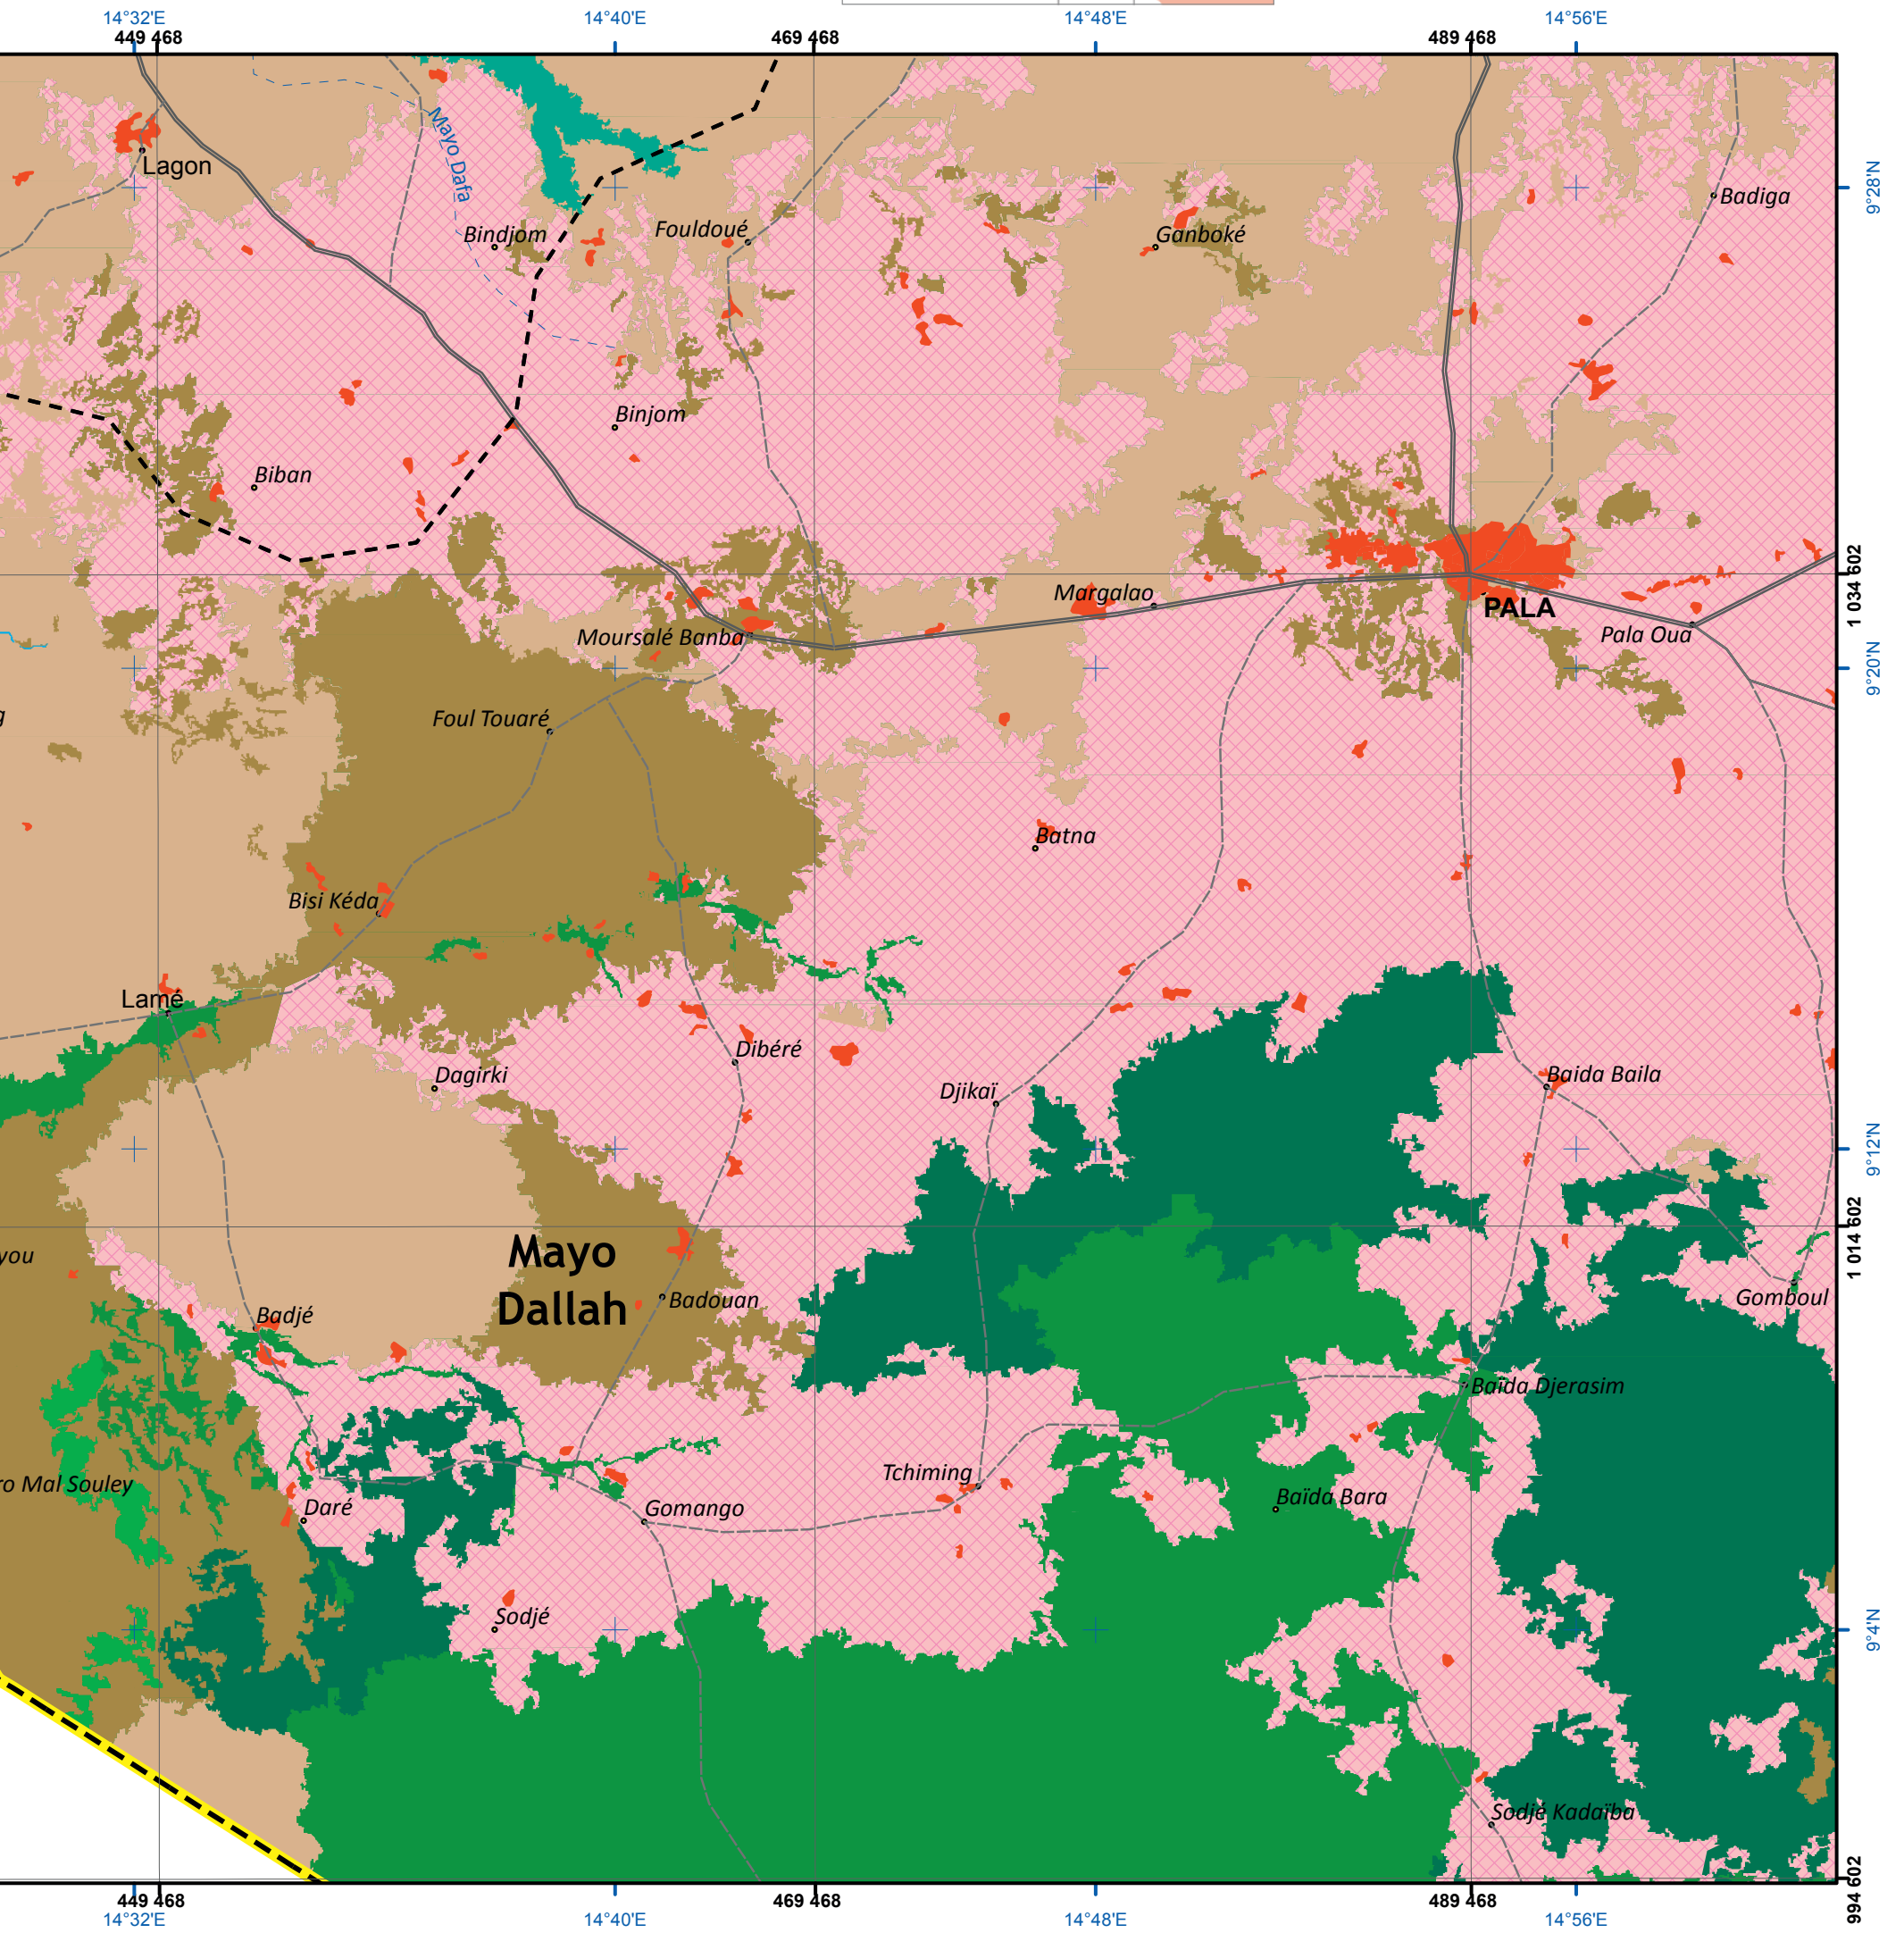 14°32'E 14°40'E 14°48'E 14°56'E
449 468 469 468 489 468
Mayo Dafa
Lagon
9°28'N
Badiga
Bindjom
Fouldoué
Ganboké
Binjom
Biban
Margalao
1 034 602
PALA
Moursalé Banba
Pala Oua
9°20'N
Foul Touaré
Batna
Bisi Kéda
Lamé
Dibéré
Dagirki
Djikaï
Baida Baila
9°12'N
1 014 602
Mayo
Dallah
you
Badouan
Gomboul
Badjé
Baïda Djerasim
Tchiming
ro Mal Souley
Baïda Bara
Daré
Gomango
Sodjé
9°4'N
Sodjé Kadaïba
994 602
449 468 469 468 489 468
14°32'E 14°40'E 14°48'E 14°56'E